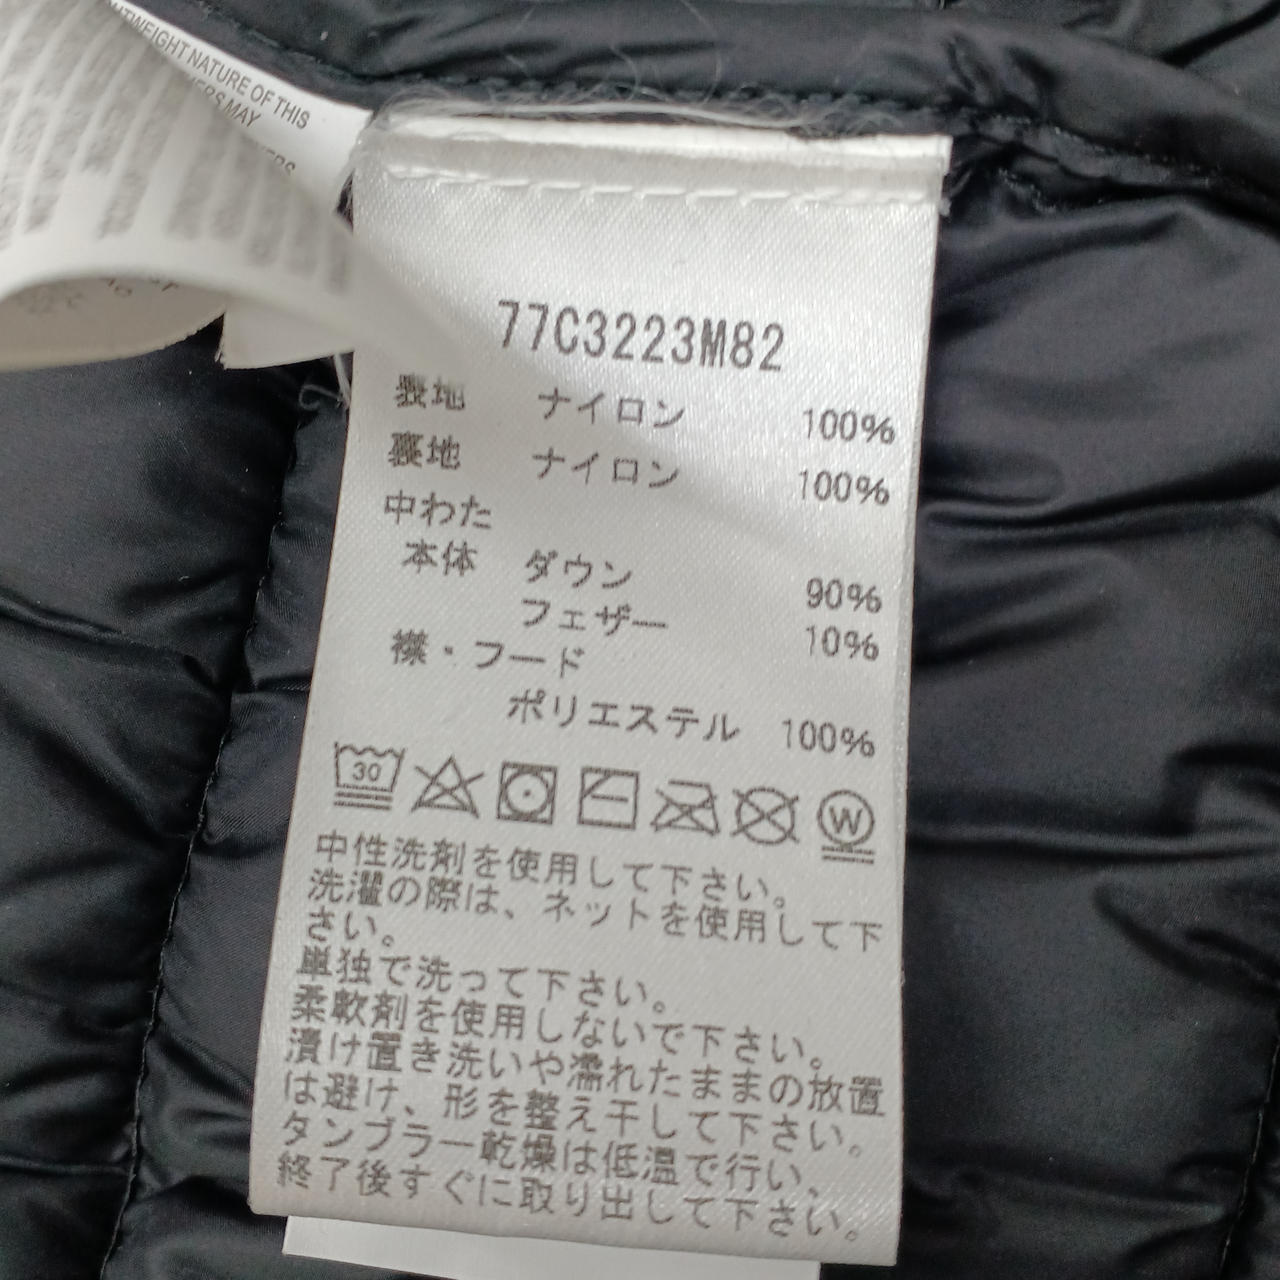 WEIGHT NATURE OF THIS
MAY
77C3223M82
表地 ナイロン 100%
裏地 ナイロン 100%
中わた
本体 ダウン 90%
フェザー 10%
襟・フード
ポリエステル 100%
30 W
中性洗剤を使用して下さい。
洗濯の際は、ネットを使用して下
さい。
単独で洗って下さい。
柔軟剤を使用しないで下さい。
漬け置き洗いや濡れたままの放置
は避け、形を整え干して下さい。
タンブラー乾燥は低温で行い、
終了後すぐに取り出して下さい。